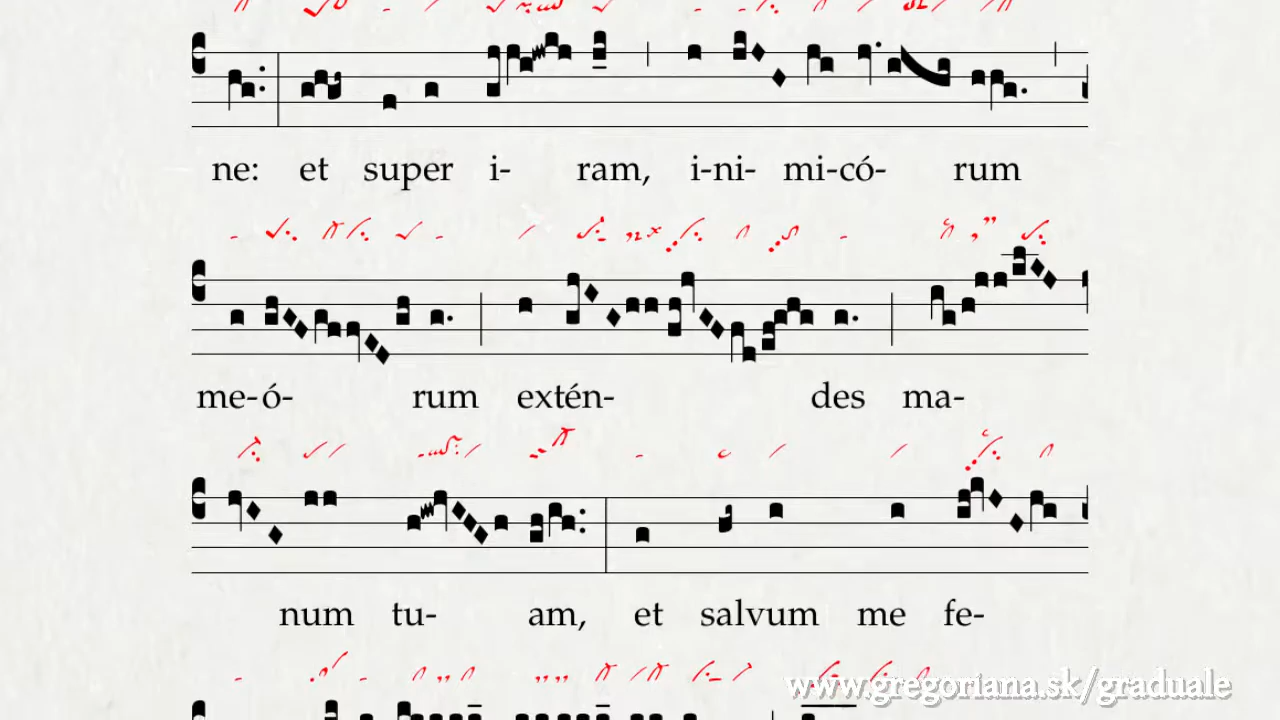 ne: et super i- ram, i-ni- mi-có- rum
me-ó- rum extén- des ma-
num tu- am, et salvum me fe-
www.gregoriana.sk/graduale